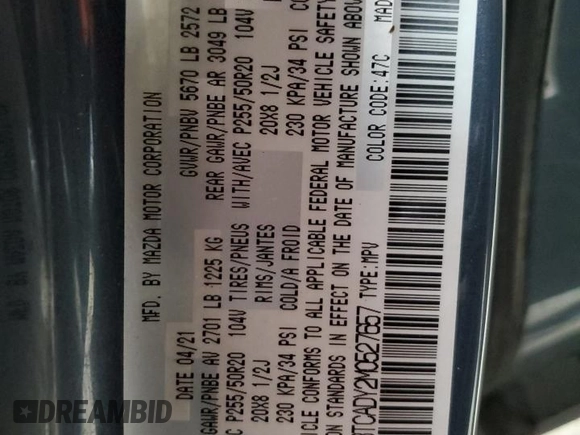 MFD. BY MAZDA MOTOR CORPORATION
DATE 04/21 GVWR/PNBV 5670 LB 2572
GAWR/PNBE AV 2701 LB 1225 KG REAR GAWR/PNBE AR 3049 LB
P255/50R20 104V TIRES/PNEUS WITH/AVEC P255/50R20 104V
20X8 1/2J RIMS/JANTES 20X8 1/2J
230 KPA/34 PSI COLD/A FROID 230 KPA/34 PSI
TO ALL APPLICABLE FEDERAL MOTOR VEHICLE SAFETY
STANDARDS IN EFFECT ON THE DATE OF MANUFACTURE SHOWN ABOVE
TCADY2M0527657 TYPE:MPV COLOR CODE:47C MAD
DREAMBID